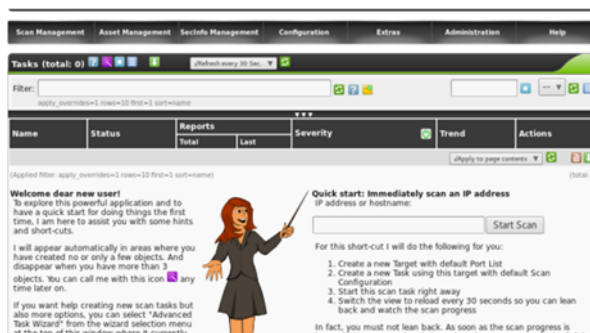 Scan Management Asset Management SecInfo Management Configuration Extras Administration Help
Tasks (total: 0) √Refresh every 30 Sec.
Filter:
apply_overrides=1 rows=10 first=1 sort=name
Name Status Reports Severity Trend Actions
Total Last
√Apply to page contents
(Applied filter: apply_overrides=1 rows=10 first=1 sort=name) (total:
Welcome dear new user!
To explore this powerful application and to
have a quick start for doing things the first
time, I am here to assist you with some hints
and short-cuts.
I will appear automatically in areas where you
have created no or only a few objects. And
disappear when you have more than 3
objects. You can call me with this icon any
time later on.
If you want help creating new scan tasks but
also more options, you can select "Advanced
Task Wizard" from the wizard selection menu
at the top of this window where it currently
Quick start: Immediately scan an IP address
IP address or hostname:
Start Scan
For this short-cut I will do the following for you:
1. Create a new Target with default Port List
2. Create a new Task using this target with default Scan
Configuration
3. Start this scan task right away
4. Switch the view to reload every 30 seconds so you can lean
back and watch the scan progress
In fact, you must not lean back. As soon as the scan progress is